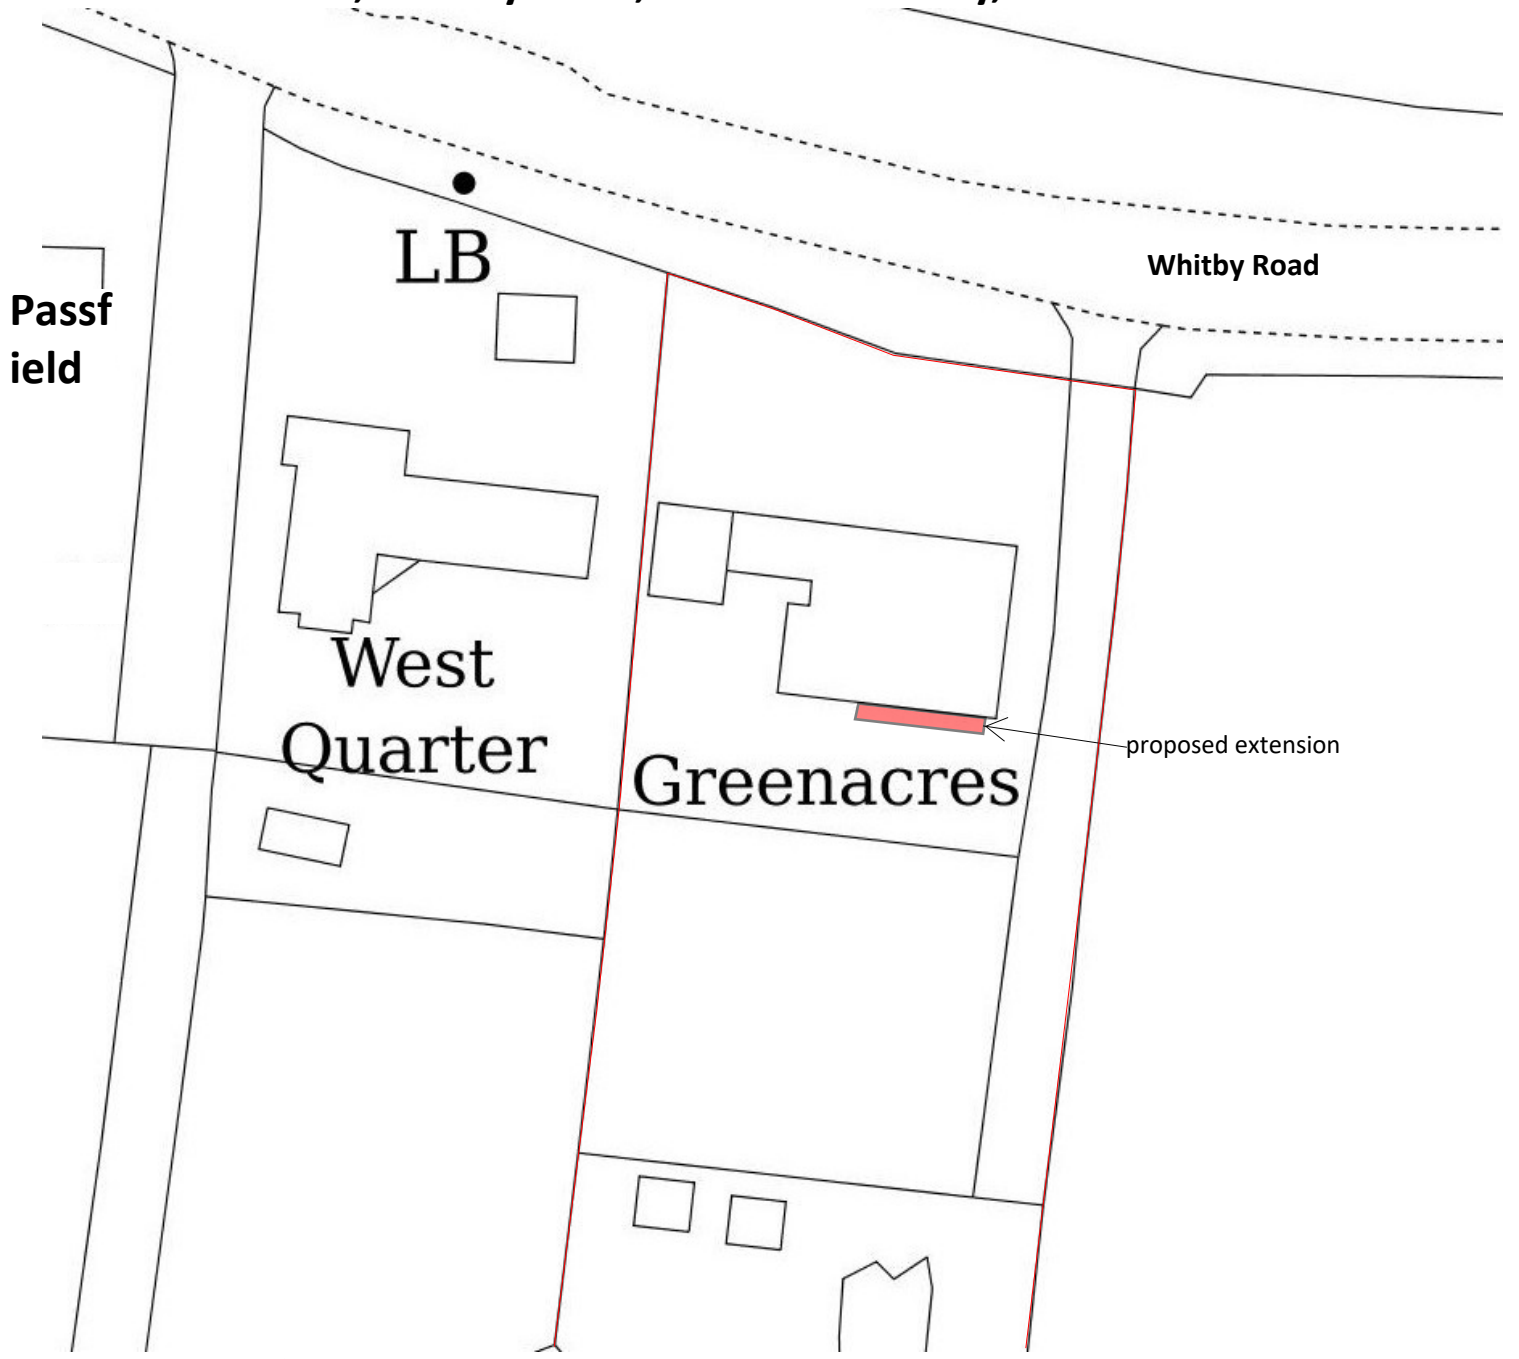 LB
Whitby Road
Passf
ield
West
Quarter
Greenacres
proposed extension